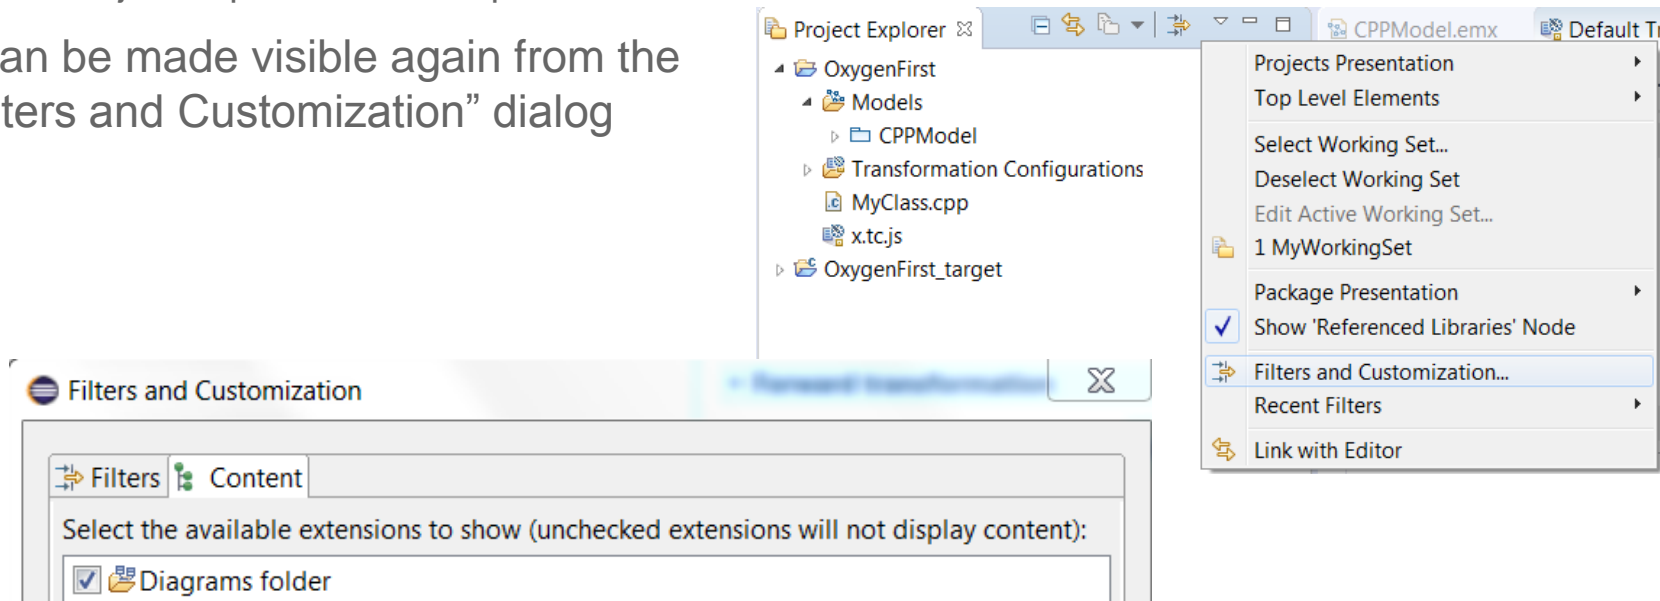 an be made visible again from the
ters and Customization” dialog
Project Explorer
CPPModel.emx
Default Tr
OxygenFirst
Models
CPPModel
Transformation Configurations
MyClass.cpp
x.tc.js
OxygenFirst_target
Projects Presentation
Top Level Elements
Select Working Set...
Deselect Working Set
Edit Active Working Set...
1 MyWorkingSet
Package Presentation
Show 'Referenced Libraries' Node
Filters and Customization...
Recent Filters
Link with Editor
Filters and Customization
Forward transformation
Filters
Content
Select the available extensions to show (unchecked extensions will not display content):
Diagrams folder